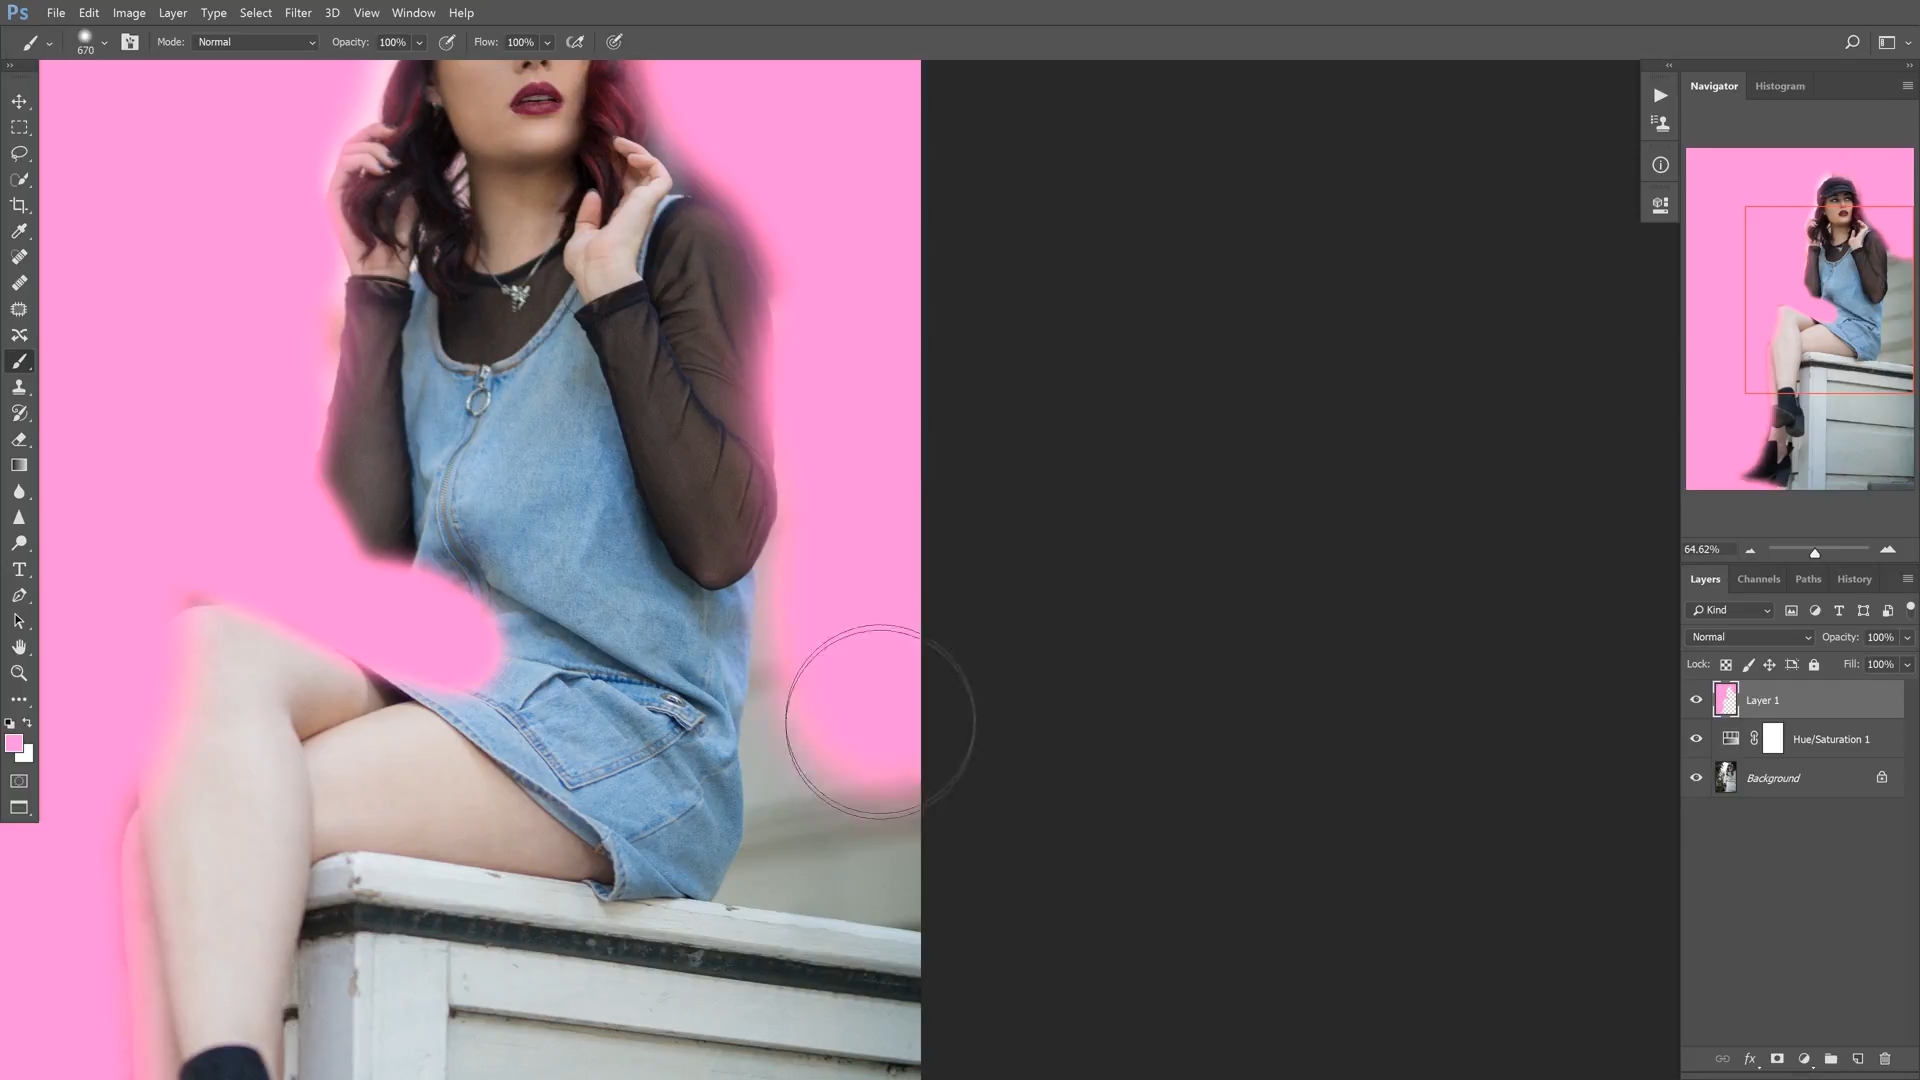 Ps File Edit Image Layer Type Select Filter 3D View Window Help
670 Mode: Normal Opacity: 100% Flow: 100%
Navigator Histogram
64.62%
Layers Channels Paths History
Kind
Normal Opacity: 100%
Lock: Fill: 100%
Layer 1
Hue/Saturation 1
Background
fx